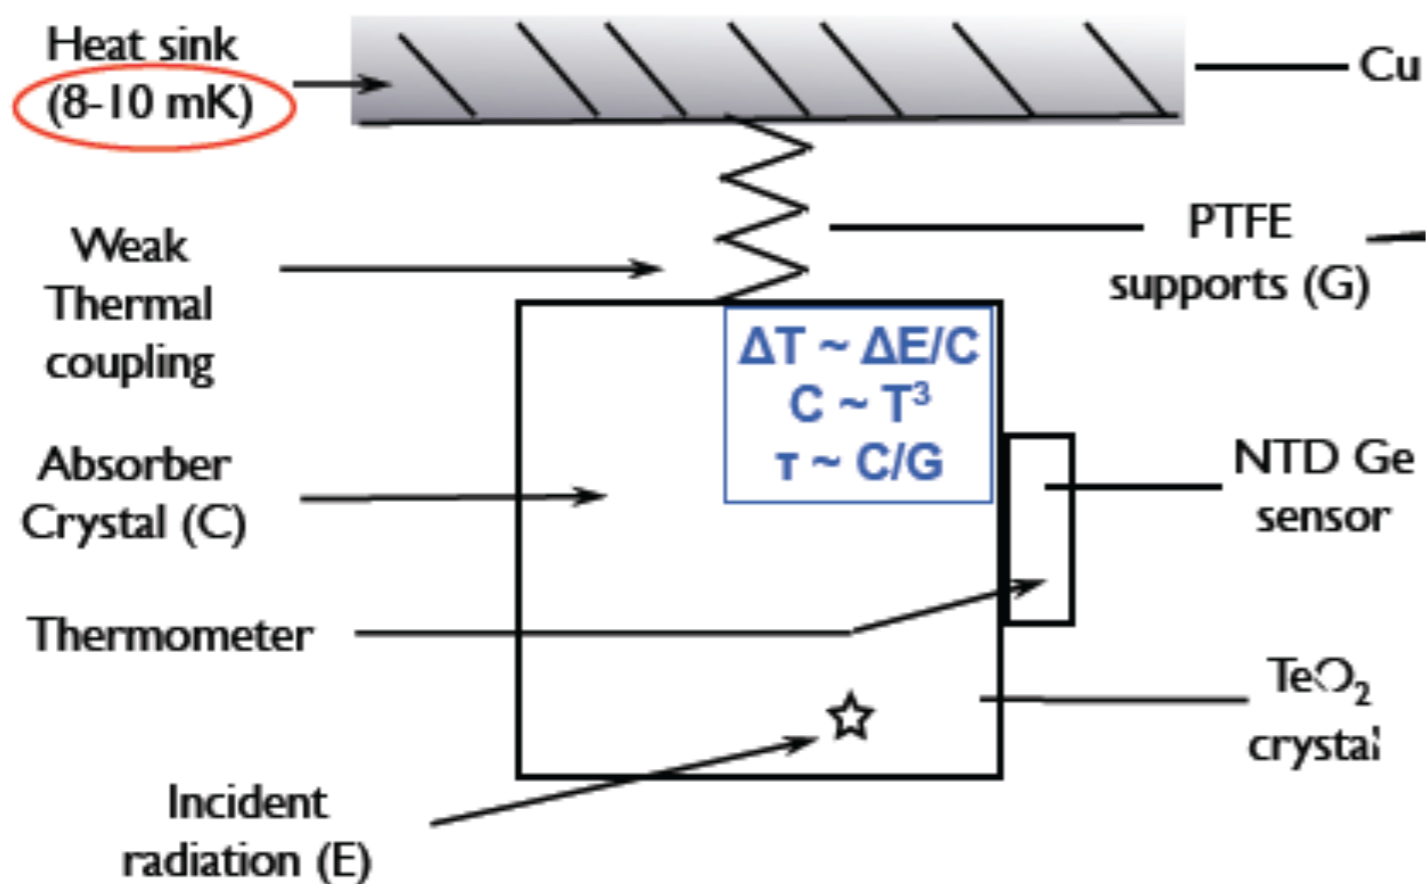 Heat sink
(8-10 mK)
Cu
Weak
Thermal
coupling
PTFE
supports (G)
ΔT ~ ΔE/C
C ~ T³
τ ~ C/G
Absorber
Crystal (C)
NTD Ge
sensor
Thermometer
TeO₂
crystal
Incident
radiation (E)